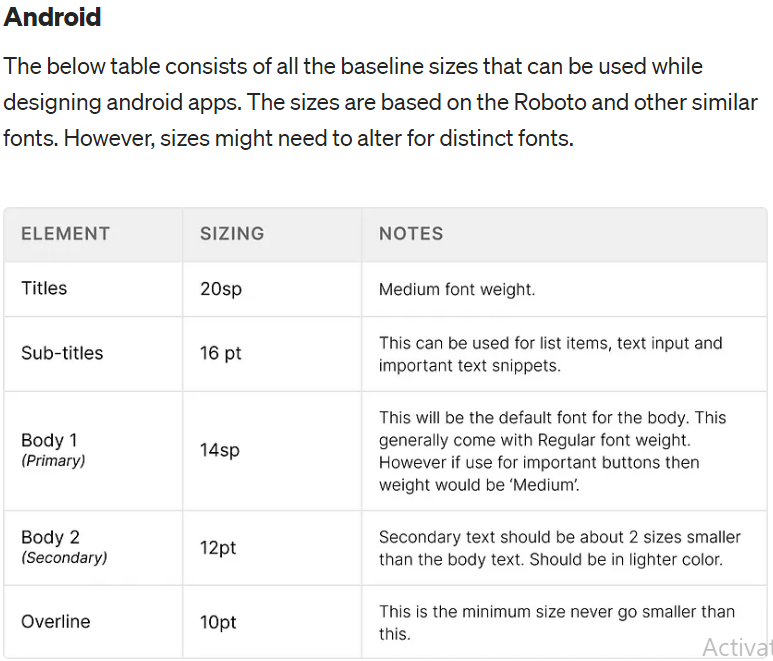 Android
The below table consists of all the baseline sizes that can be used while
designing android apps. The sizes are based on the Roboto and other similar
fonts. However, sizes might need to alter for distinct fonts.
ELEMENT SIZING NOTES
Titles 20sp Medium font weight.
Sub-titles 16 pt This can be used for list items, text input and
important text snippets.
Body 1
(Primary)
14sp
This will be the default font for the body. This
generally come with Regular font weight.
However if use for important buttons then
weight would be ‘Medium’.
Body 2
(Secondary)
12pt
Secondary text should be about 2 sizes smaller
than the body text. Should be in lighter color.
Overline 10pt This is the minimum size never go smaller than
this.
Activat